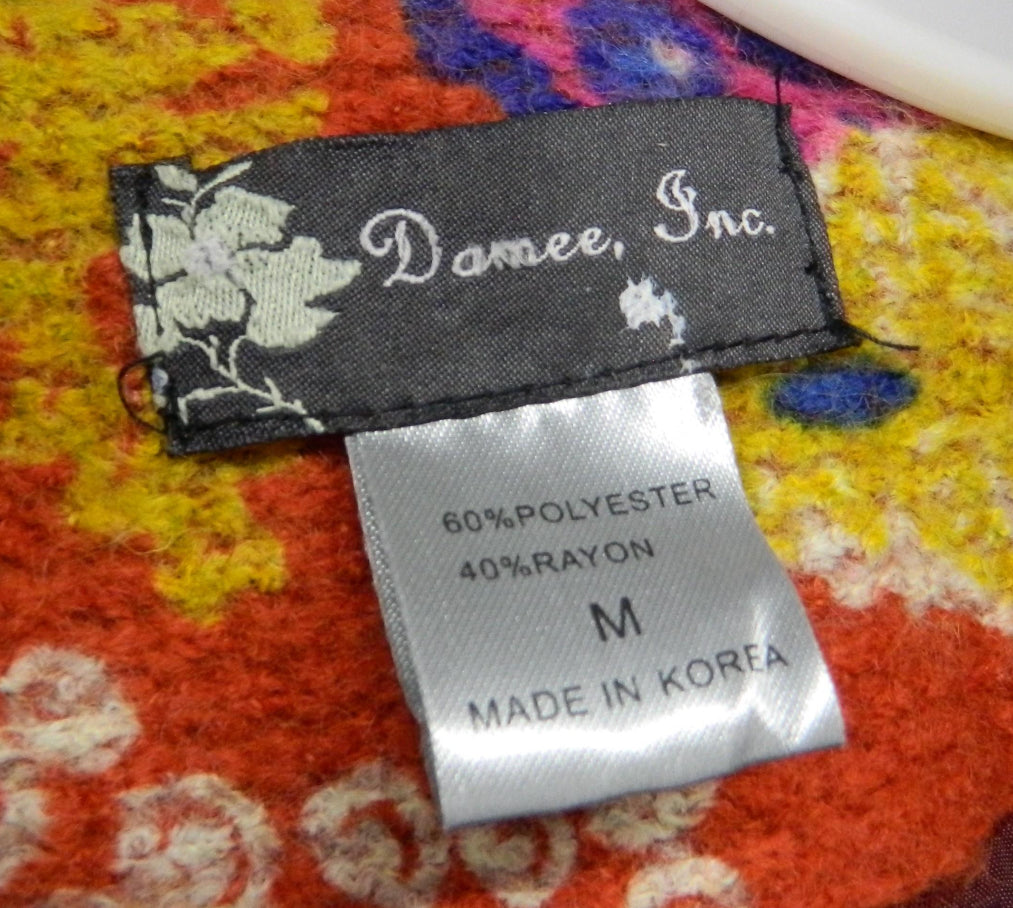 Damee, Inc.
60%POLYESTER
40%RAYON
M
MADE IN KOREA